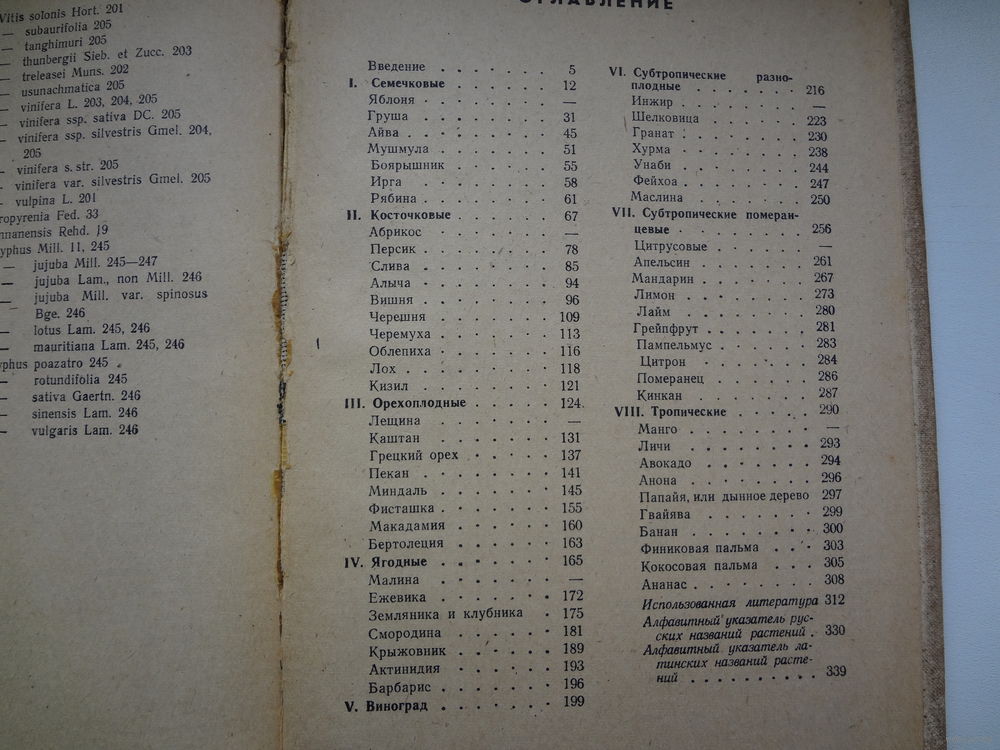 Vitis solonis Hort. 201
— subaurifolia 205
— tanghimuri 205
— thunbergii Sieb. et Zucc. 203
— treleasei Muns. 202
— usunachmatica 205
— vinifera L. 203, 204, 205
— vinifera ssp. sativa DC. 205
— vinifera ssp. silvestris Gmel. 204,
205
— vinifera s. str. 205
— vinifera var. silvestris Gmel. 205
— vulpina L. 201
ropyrenia Fed. 33
nnanensis Rehd. 19
yphus Mill. 11, 245
— jujuba Mill. 245—247
— jujuba Lam., non Mill. 246
— jujuba Mill. var. spinosus
Bge. 246
— lotus Lam. 245, 246
— mauritiana Lam. 245, 246
yphus poazatro 245
— rotundifolia 245
— sativa Gaertn. 246
— sinensis Lam. 246
— vulgaris Lam. 246
ОГЛАВЛЕНИЕ
Введение . . . . . . . 5
I. Семечковые . . . . . . 12
Яблоня . . . . . . . —
Груша . . . . . . . 31
Айва . . . . . . . 45
Мушмула . . . . . . 51
Боярышник . . . . . 55
Ирга . . . . . . . 58
Рябина . . . . . . . 61
II. Косточковые . . . . . 67
Абрикос . . . . . . —
Персик . . . . . . . 78
Слива . . . . . . . 85
Алыча . . . . . . . 94
Вишня . . . . . . . 96
Черешня . . . . . . 109
Черемуха . . . . . . 113
Облепиха . . . . . . 116
Лох . . . . . . . . 118
Кизил . . . . . . . 121
III. Орехоплодные . . . . . 124
Лещина . . . . . . —
Каштан . . . . . . 131
Грецкий орех . . . . . 137
Пекан . . . . . . . 141
Миндаль . . . . . . 145
Фисташка . . . . . . 155
Макадамия . . . . . 160
Бертолеция . . . . . 163
IV. Ягодные . . . . . . 165
Малина . . . . . . —
Ежевика . . . . . . 172
Земляника и клубника . 175
Смородина . . . . . 181
Крыжовник . . . . . 189
Актинидия . . . . . 193
Барбарис . . . . . . 196
V. Виноград . . . . . . 199
VI. Субтропические разно-
плодные . . . . . . 216
Инжир . . . . . . . —
Шелковица . . . . . 223
Гранат . . . . . . . 230
Хурма . . . . . . . 238
Унаби . . . . . . . 244
Фейхоа . . . . . . . 247
Маслина . . . . . . 250
VII. Субтропические померан-
цевые . . . . . . . 256
Цитрусовые . . . . . —
Апельсин . . . . . . 261
Мандарин . . . . . . 267
Лимон . . . . . . . 273
Лайм . . . . . . . 280
Грейпфрут . . . . . . 281
Пампельмус . . . . . 283
Цитрон . . . . . . 284
Померанец . . . . . 286
Кинкан . . . . . . 287
VIII. Тропические . . . . . 290
Манго . . . . . . . —
Личи . . . . . . . 293
Авокадо . . . . . . 294
Анона . . . . . . . 296
Папайя, или дынное дерево 297
Гвайява . . . . . . 299
Банан . . . . . . . 300
Финиковая пальма . . . 303
Кокосовая пальма . . . 305
Ананас . . . . . . . 308
Использованная литература 312
Алфавитный указатель рус-
ских названий растений . 330
Алфавитный указатель ла-
тинских названий расте-
ний . . . . . . . . . 339